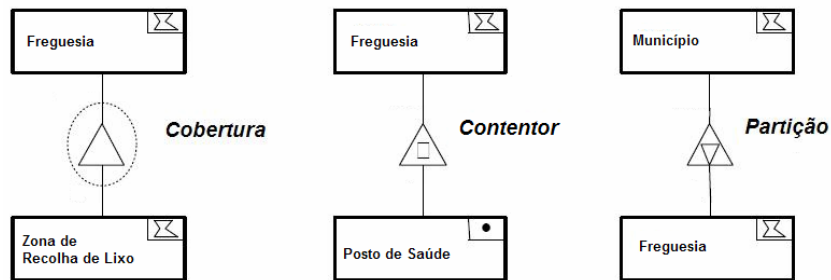 Freguesia
Cobertura
Zona de
Recolha de Lixo
Freguesia
Contentor
Posto de Saúde
Município
Partição
Freguesia